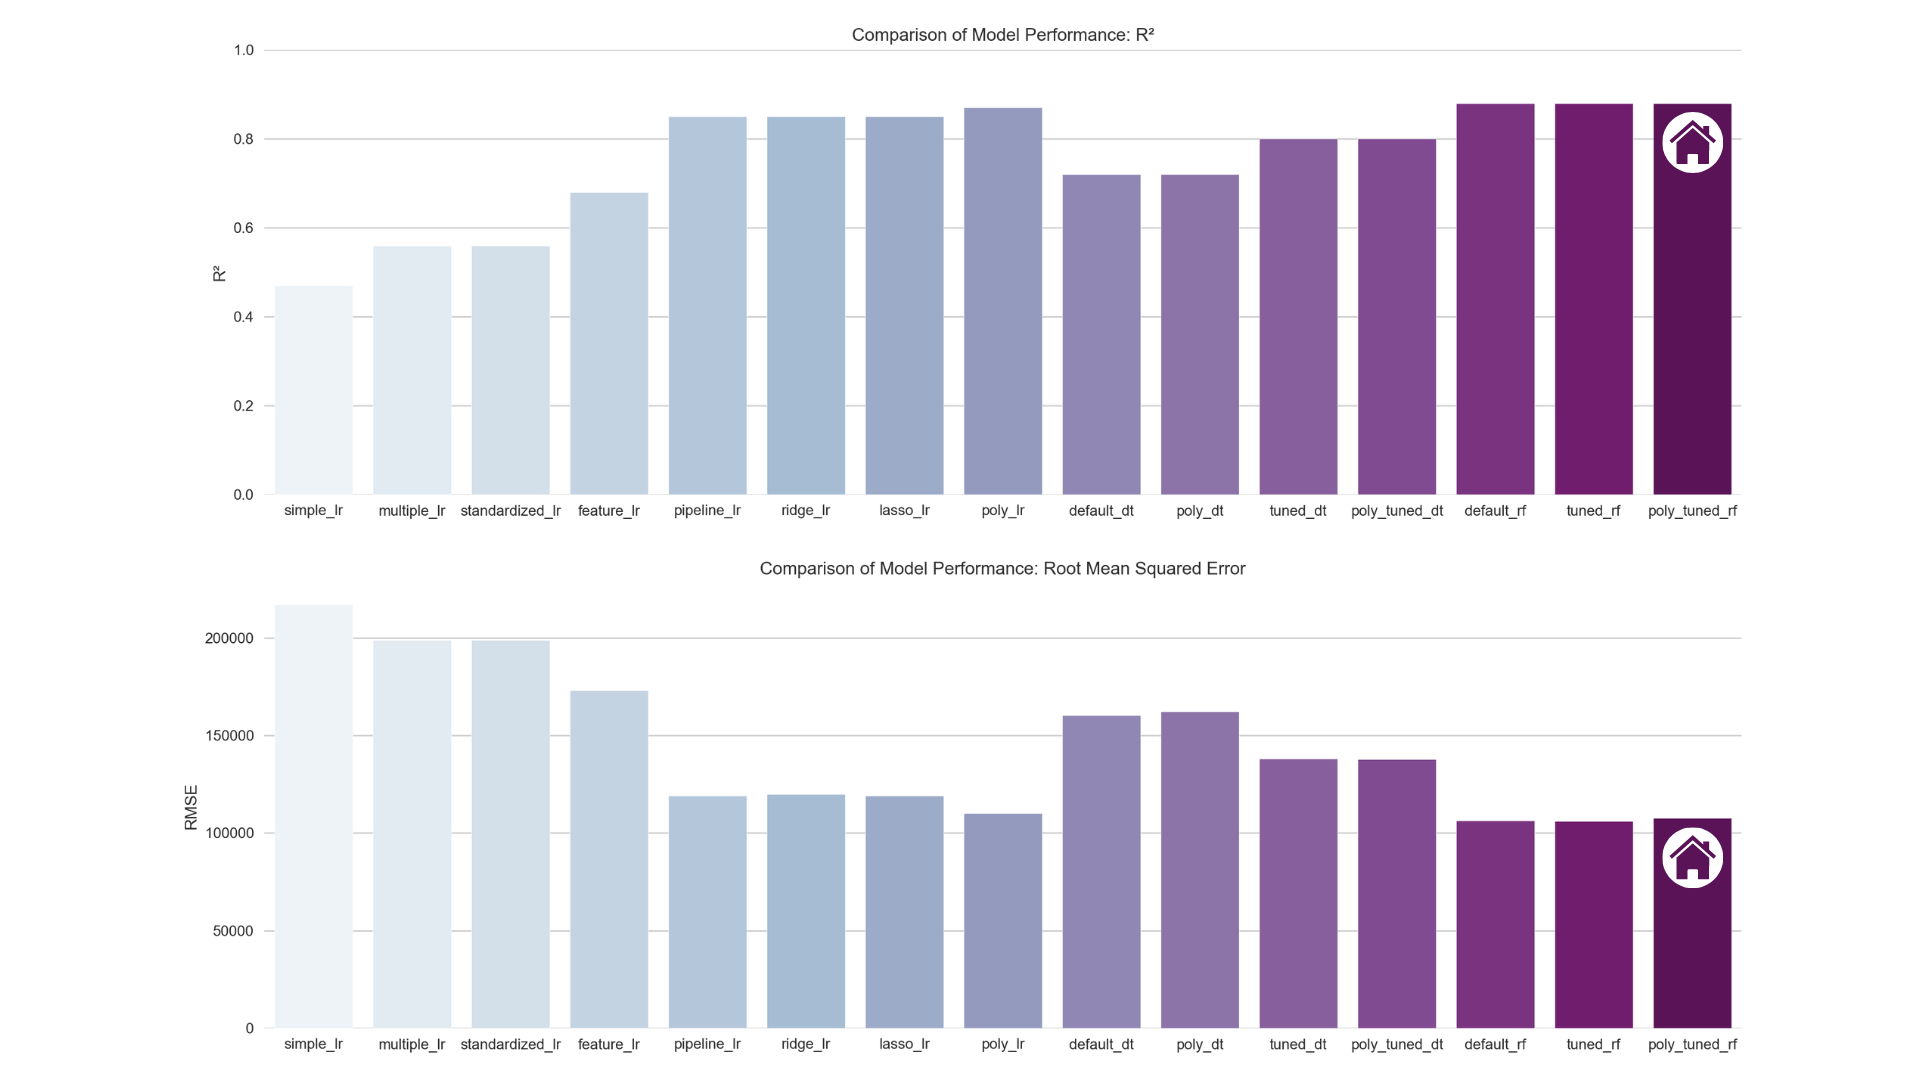 Comparison of Model Performance: R²
1.0
0.8
0.6
0.4
0.2
0.0
R²
simple_lr multiple_lr standardized_lr feature_lr pipeline_lr ridge_lr lasso_lr poly_lr default_dt poly_dt tuned_dt poly_tuned_dt default_rf tuned_rf poly_tuned_rf
Comparison of Model Performance: Root Mean Squared Error
200000
150000
100000
50000
0
RMSE
simple_lr multiple_lr standardized_lr feature_lr pipeline_lr ridge_lr lasso_lr poly_lr default_dt poly_dt tuned_dt poly_tuned_dt default_rf tuned_rf poly_tuned_rf